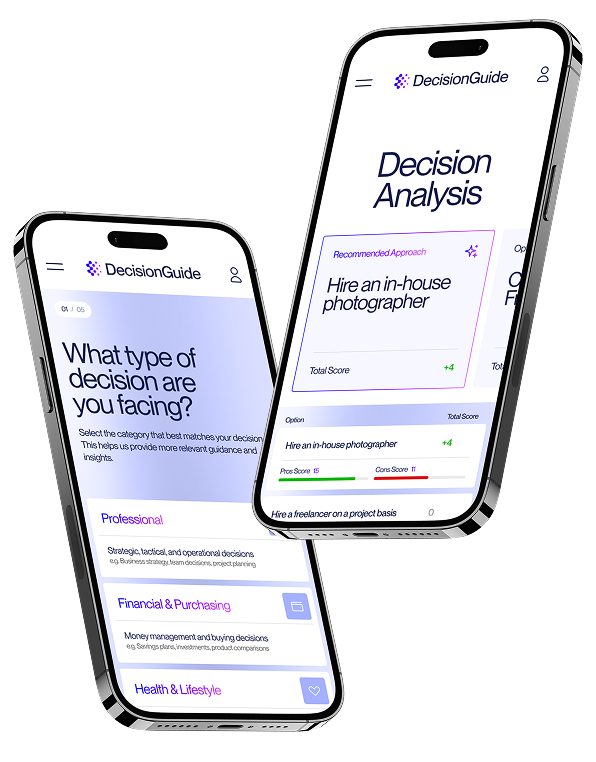 DecisionGuide
01 / 05
What type of
decision are
you facing?
Select the category that best matches your decision
This helps us provide more relevant guidance and
insights.
Professional
Strategic, tactical, and operational decisions
e.g. Business strategy, team decisions, project planning
Financial & Purchasing
Money management and buying decisions
e.g. Savings plans, investments, product comparisons
Health & Lifestyle
DecisionGuide
Decision
Analysis
Recommended Approach
Hire an in-house
photographer
Total Score
+4
Option
Total Score
Hire an in-house photographer
+4
Pros Score 15
Cons Score 11
Hire a freelancer on a project basis
0